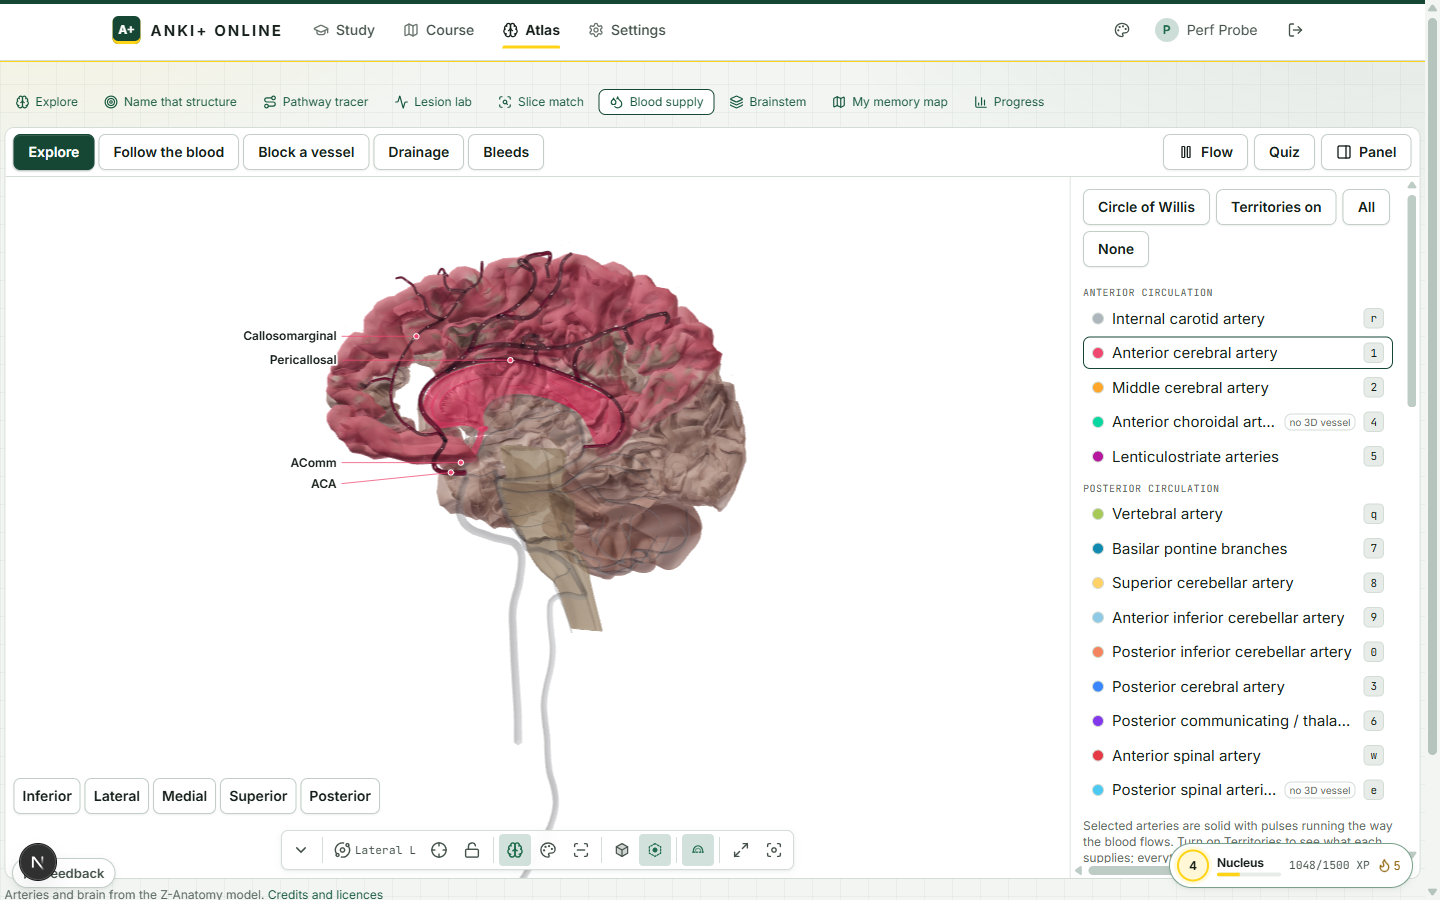 A+ ANKI+ ONLINE Study Course Atlas Settings P Perf Probe
Explore Name that structure Pathway tracer Lesion lab Slice match Blood supply Brainstem My memory map Progress
Explore Follow the blood Block a vessel Drainage Bleeds Flow Quiz Panel
Callosomarginal
Pericallosal
AComm
ACA
Circle of Willis Territories on All
None
ANTERIOR CIRCULATION
Internal carotid artery r
Anterior cerebral artery 1
Middle cerebral artery 2
Anterior choroidal art... no 3D vessel 4
Lenticulostriate arteries 5
POSTERIOR CIRCULATION
Vertebral artery q
Basilar pontine branches 7
Superior cerebellar artery 8
Anterior inferior cerebellar artery 9
Posterior inferior cerebellar artery 0
Posterior cerebral artery 3
Posterior communicating / thala... 6
Anterior spinal artery w
Posterior spinal arteri... no 3D vessel e
Selected arteries are solid with pulses running the way
the blood flows. Turn on Territories to see what each
supplies;
Inferior Lateral Medial Superior Posterior
Lateral L
N eedback
4 Nucleus 1048/1500 XP 5
Arteries and brain from the Z-Anatomy model. Credits and licences